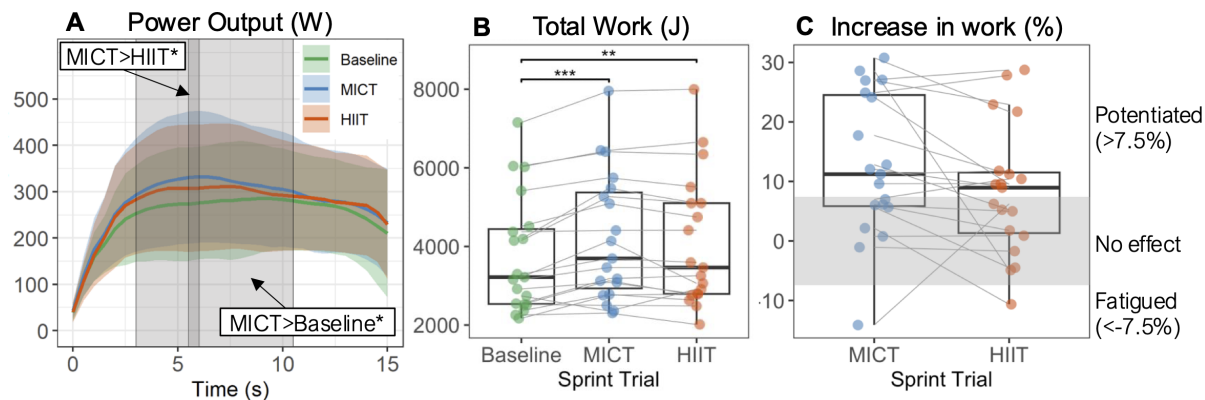 A Power Output (W)
MICT>HIIT*
Baseline
MICT
HIIT
500
400
300
200
100
0
MICT>Baseline*
0 5 10 15
Time (s)
B Total Work (J)
**
***
8000
6000
4000
2000
Baseline MICT HIIT
Sprint Trial
C Increase in work (%)
30
20
10
0
-10
MICT HIIT
Sprint Trial
Potentiated
(>7.5%)
No effect
Fatigued
(<-7.5%)